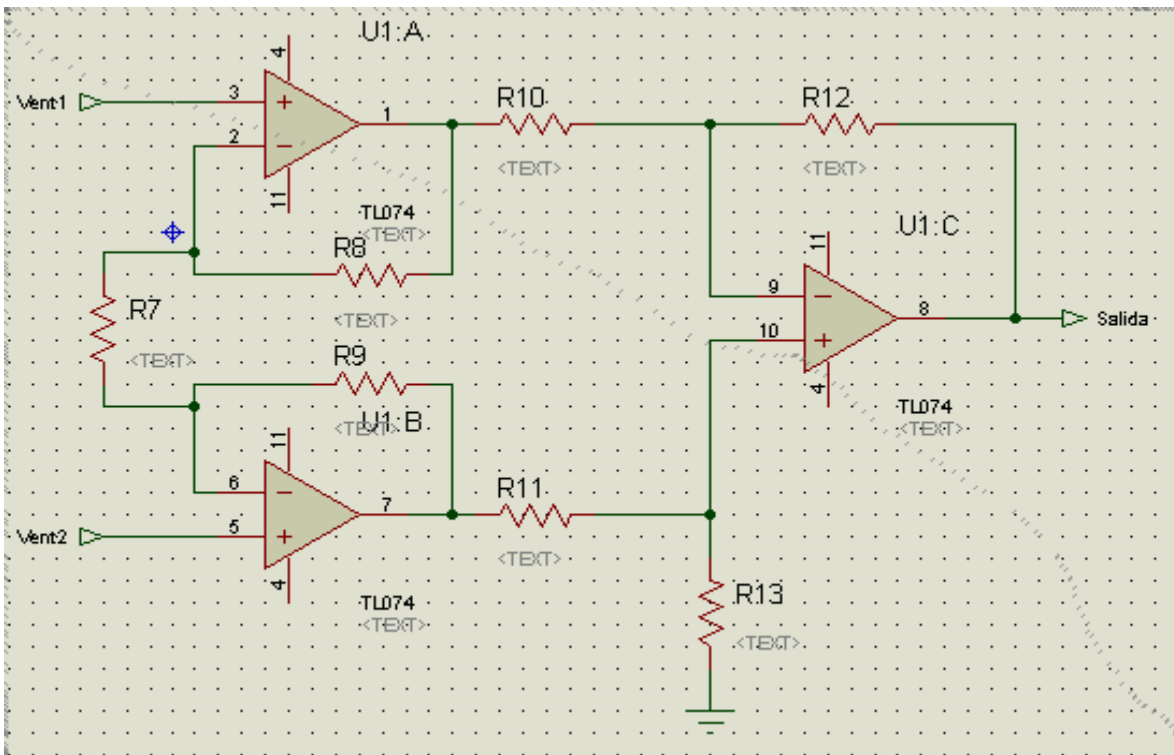 U1:A
4
Vent1
3
2
1
11
TL074
<TEXT>
R10
<TEXT>
R12
<TEXT>
R8
<TEXT>
R7
<TEXT>
U1:C
11
9
10
8
Salida
4
TL074
<TEXT>
R9
<TEXT>
U1:B
11
6
5
7
Vent2
4
TL074
<TEXT>
R11
<TEXT>
R13
<TEXT>